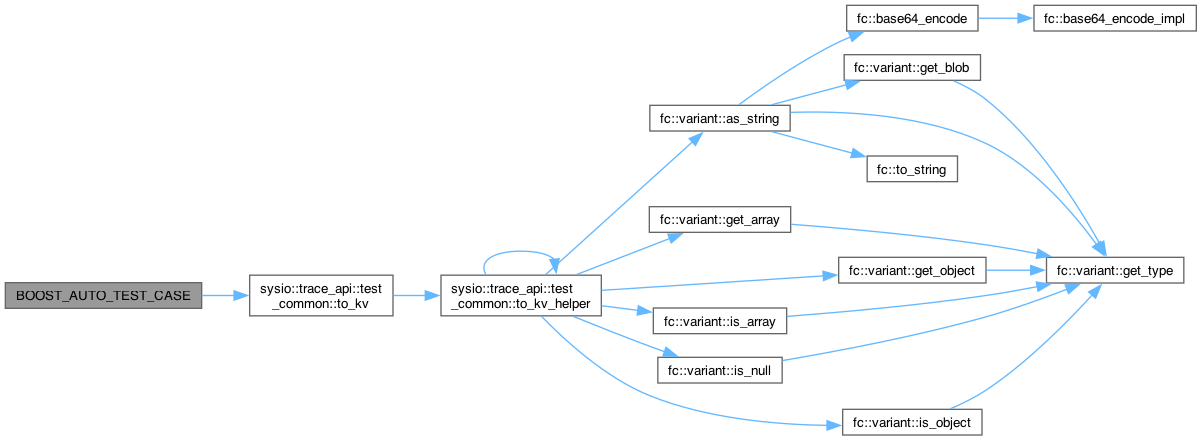 BOOST_AUTO_TEST_CASE
sysio::trace_api::test
_common::to_kv
sysio::trace_api::test
_common::to_kv_helper
fc::variant::as_string
fc::base64_encode
fc::base64_encode_impl
fc::variant::get_blob
fc::to_string
fc::variant::get_array
fc::variant::get_object
fc::variant::get_type
fc::variant::is_array
fc::variant::is_null
fc::variant::is_object